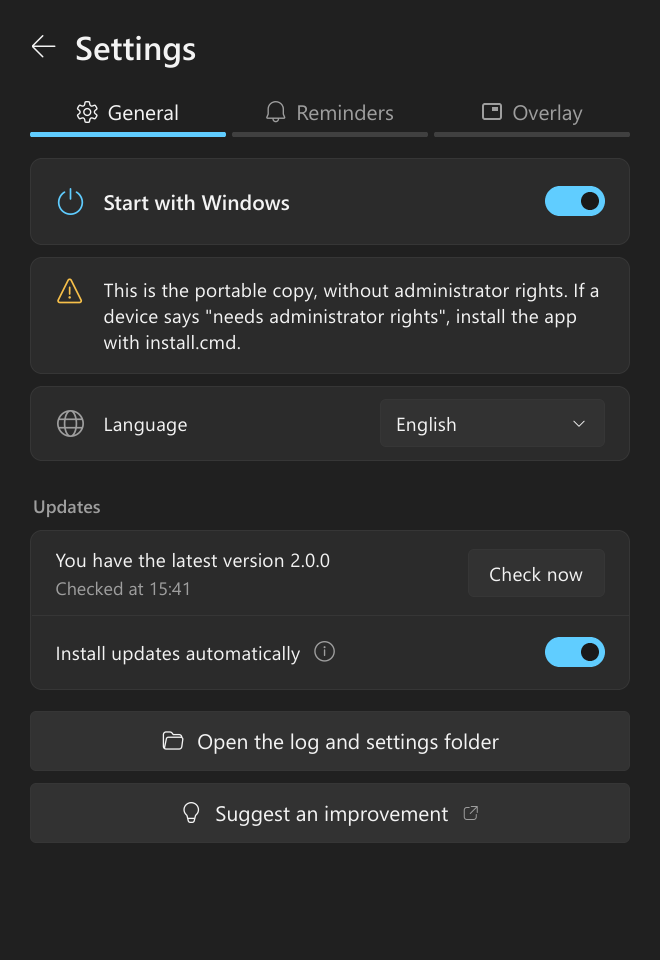 Settings
General
Reminders
Overlay
Start with Windows
This is the portable copy, without administrator rights. If a
device says "needs administrator rights", install the app
with install.cmd.
Language
English
Updates
You have the latest version 2.0.0
Checked at 15:41
Check now
Install updates automatically
Open the log and settings folder
Suggest an improvement